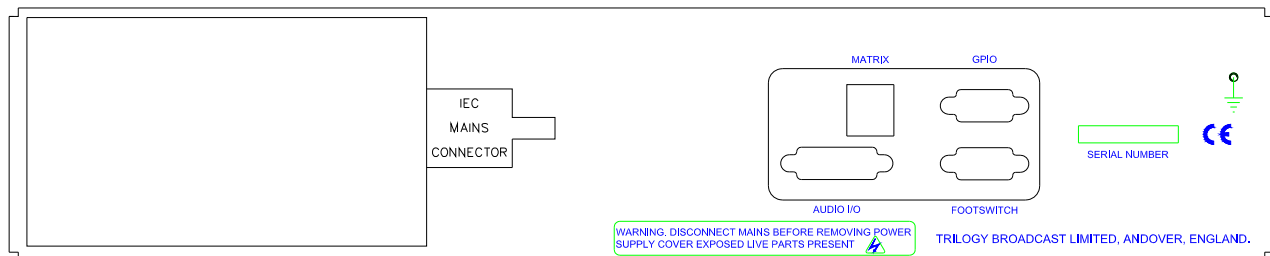 MATRIX
GPIO
IEC
MAINS
CONNECTOR
CE
SERIAL NUMBER
AUDIO I/O
FOOTSWITCH
WARNING. DISCONNECT MAINS BEFORE REMOVING POWER
SUPPLY COVER EXPOSED LIVE PARTS PRESENT
TRILOGY BROADCAST LIMITED, ANDOVER, ENGLAND.